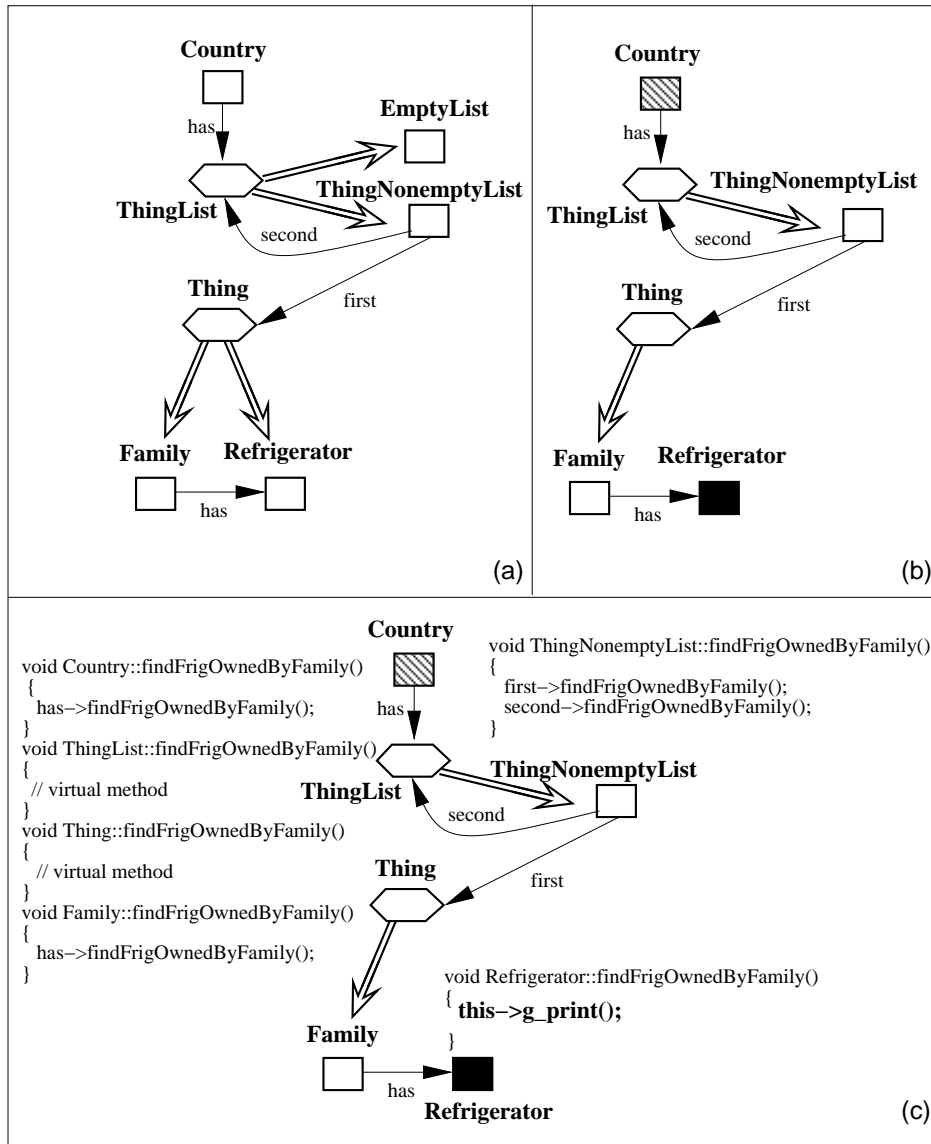 Country
has
EmptyList
ThingNonemptyList
ThingList
second
Thing
first
Family
Refrigerator
has
(a)
Country
has
ThingNonemptyList
ThingList
second
Thing
first
Family
Refrigerator
has
(b)
Country
has
void Country::findFrigOwnedByFamily()
{
has−>findFrigOwnedByFamily();
}
void ThingList::findFrigOwnedByFamily()
{
// virtual method
}
void Thing::findFrigOwnedByFamily()
{
// virtual method
}
void Family::findFrigOwnedByFamily()
{
has−>findFrigOwnedByFamily();
}
void ThingNonemptyList::findFrigOwnedByFamily()
{
first−>findFrigOwnedByFamily();
second−>findFrigOwnedByFamily();
}
ThingNonemptyList
ThingList
second
Thing
first
void Refrigerator::findFrigOwnedByFamily()
{
this−>g_print();
}
Family
has
Refrigerator
(c)